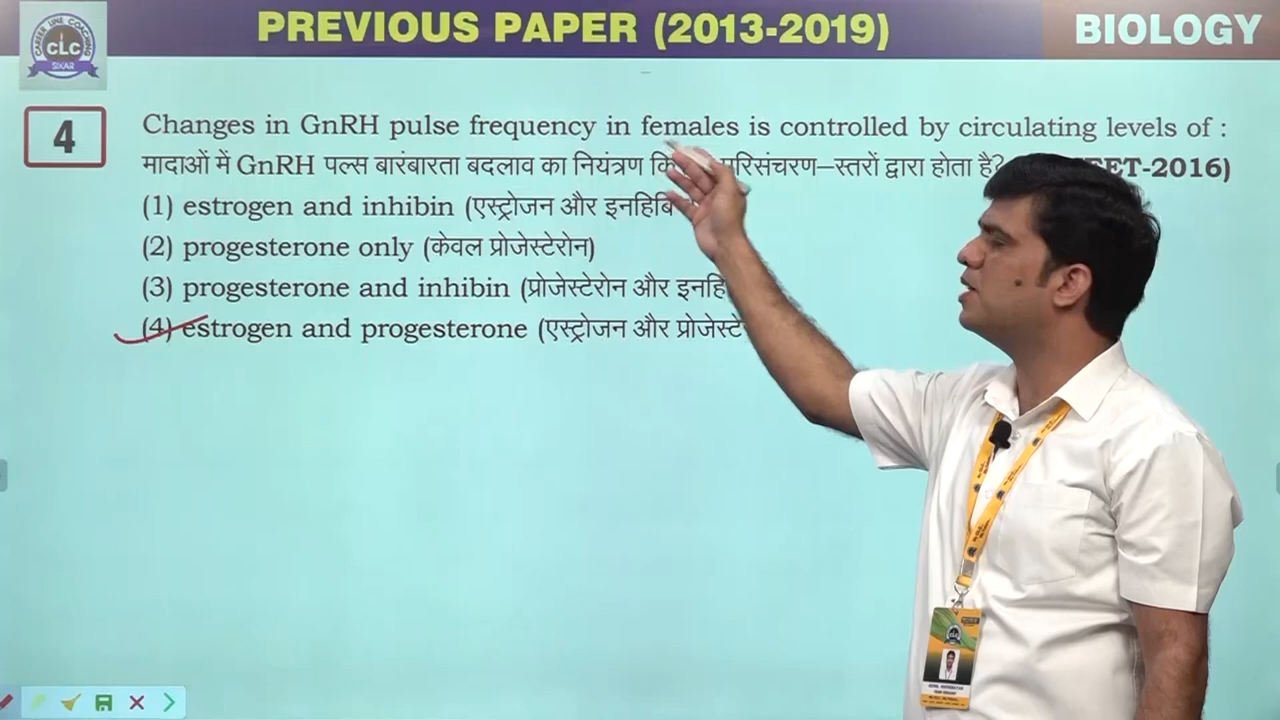 PREVIOUS PAPER (2013-2019)
BIOLOGY
CLC
SIKAR
4
Changes in GnRH pulse frequency in females is controlled by circulating levels of :
मादाओं में GnRH पल्स बारंबारता बदलाव का नियंत्रण परिसंचरण–स्तरों द्वारा होता है? EET-2016)
(1) estrogen and inhibin (एस्ट्रोजन और इनहिबि
(2) progesterone only (केवल प्रोजेस्टेरोन)
(3) progesterone and inhibin (प्रोजेस्टेरोन और इनहि
(4) estrogen and progesterone (एस्ट्रोजन और प्रोजेस्टे